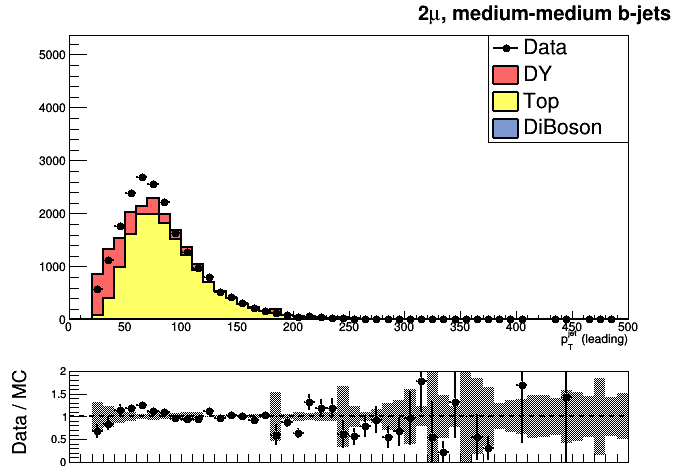 2μ, medium-medium b-jets
Data
DY
Top
DiBoson
5000
4000
3000
2000
1000
0
0 50 100 150 200 250 300 350 400 450 500
p_T^jet (leading)
Data / MC
2
1.5
1
0.5
0